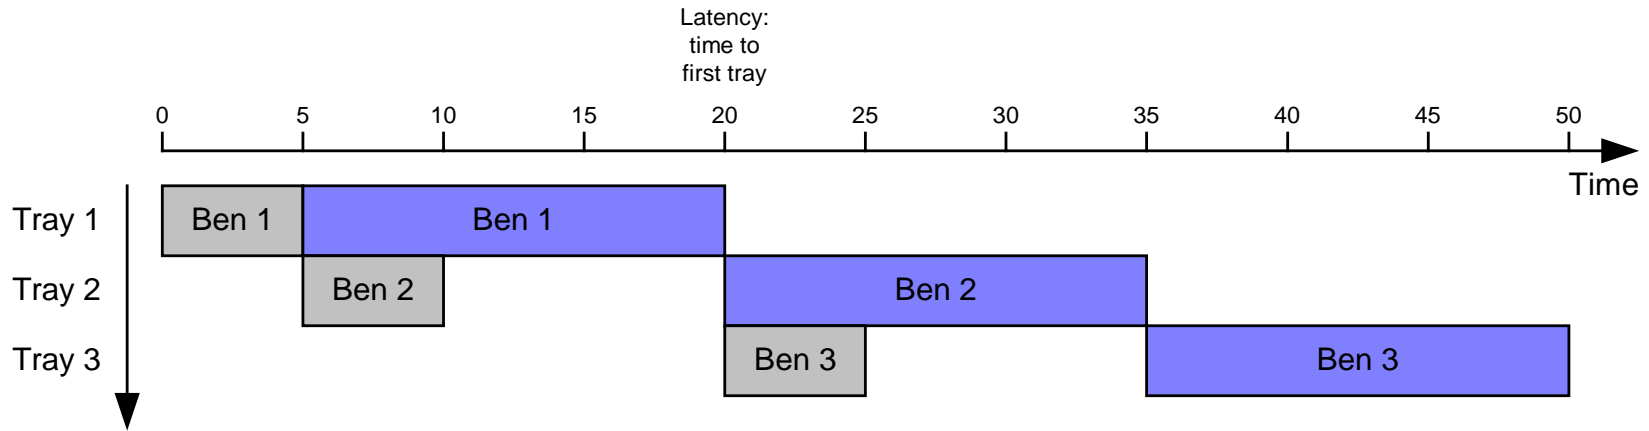 Latency:
time to
first tray
0 5 10 15 20 25 30 35 40 45 50
Time
Tray 1 Ben 1 Ben 1
Tray 2 Ben 2 Ben 2
Tray 3 Ben 3 Ben 3